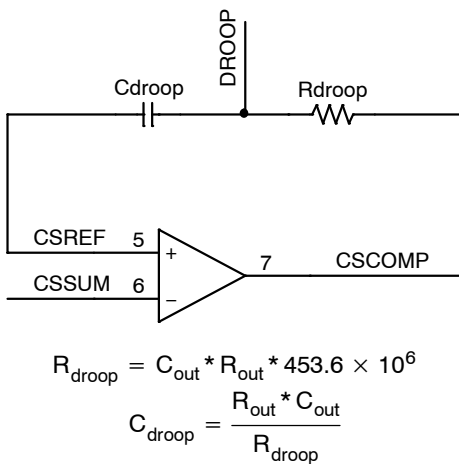 DROOP
Cdroop
Rdroop
CSREF 5
+
CSSUM 6
−
7 CSCOMP
R_droop = C_out * R_out * 453.6 × 10^6
C_droop = R_out * C_out / R_droop